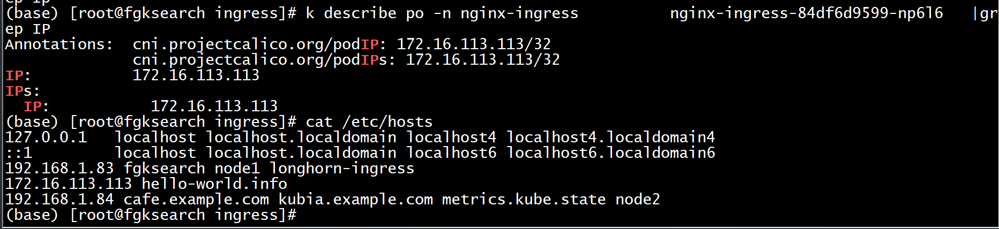 ep IP
(base) [root@fgksearch ingress]# k describe po -n nginx-ingress          nginx-ingress-84df6d9599-np6l6   |gr
ep IP
Annotations:  cni.projectcalico.org/podIP: 172.16.113.113/32
              cni.projectcalico.org/podIPs: 172.16.113.113/32
IP:           172.16.113.113
IPs:
  IP:           172.16.113.113
(base) [root@fgksearch ingress]# cat /etc/hosts
127.0.0.1   localhost localhost.localdomain localhost4 localhost4.localdomain4
::1         localhost localhost.localdomain localhost6 localhost6.localdomain6
192.168.1.83 fgksearch node1 longhorn-ingress
172.16.113.113 hello-world.info
192.168.1.84 cafe.example.com kubia.example.com metrics.kube.state node2
(base) [root@fgksearch ingress]#